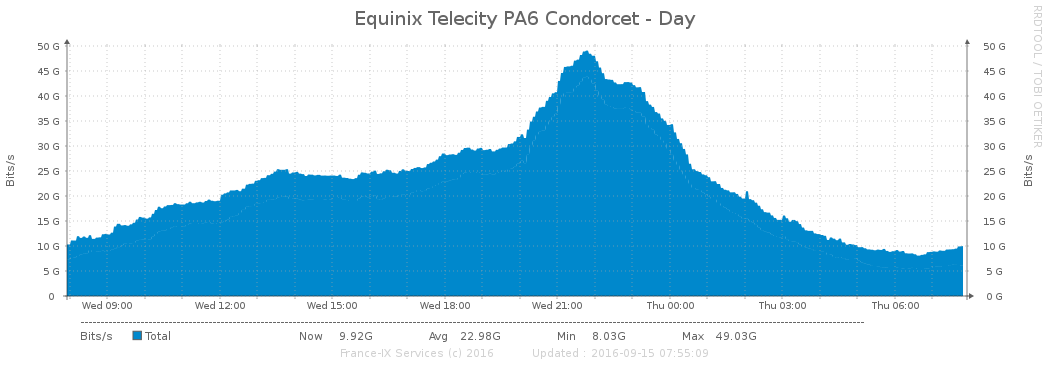 Equinix Telecity PA6 Condorcet - Day
RRDTOOL / TOBI OETIKER
Bits/s
Bits/s
50 G 50 G
45 G 45 G
40 G 40 G
35 G 35 G
30 G 30 G
25 G 25 G
20 G 20 G
15 G 15 G
10 G 10 G
5 G 5 G
0 0 G
Wed 09:00 Wed 12:00 Wed 15:00 Wed 18:00 Wed 21:00 Thu 00:00 Thu 03:00 Thu 06:00
Bits/s Total Now 9.92G Avg 22.98G Min 8.03G Max 49.03G
France-IX Services (c) 2016 Updated : 2016-09-15 07:55:09